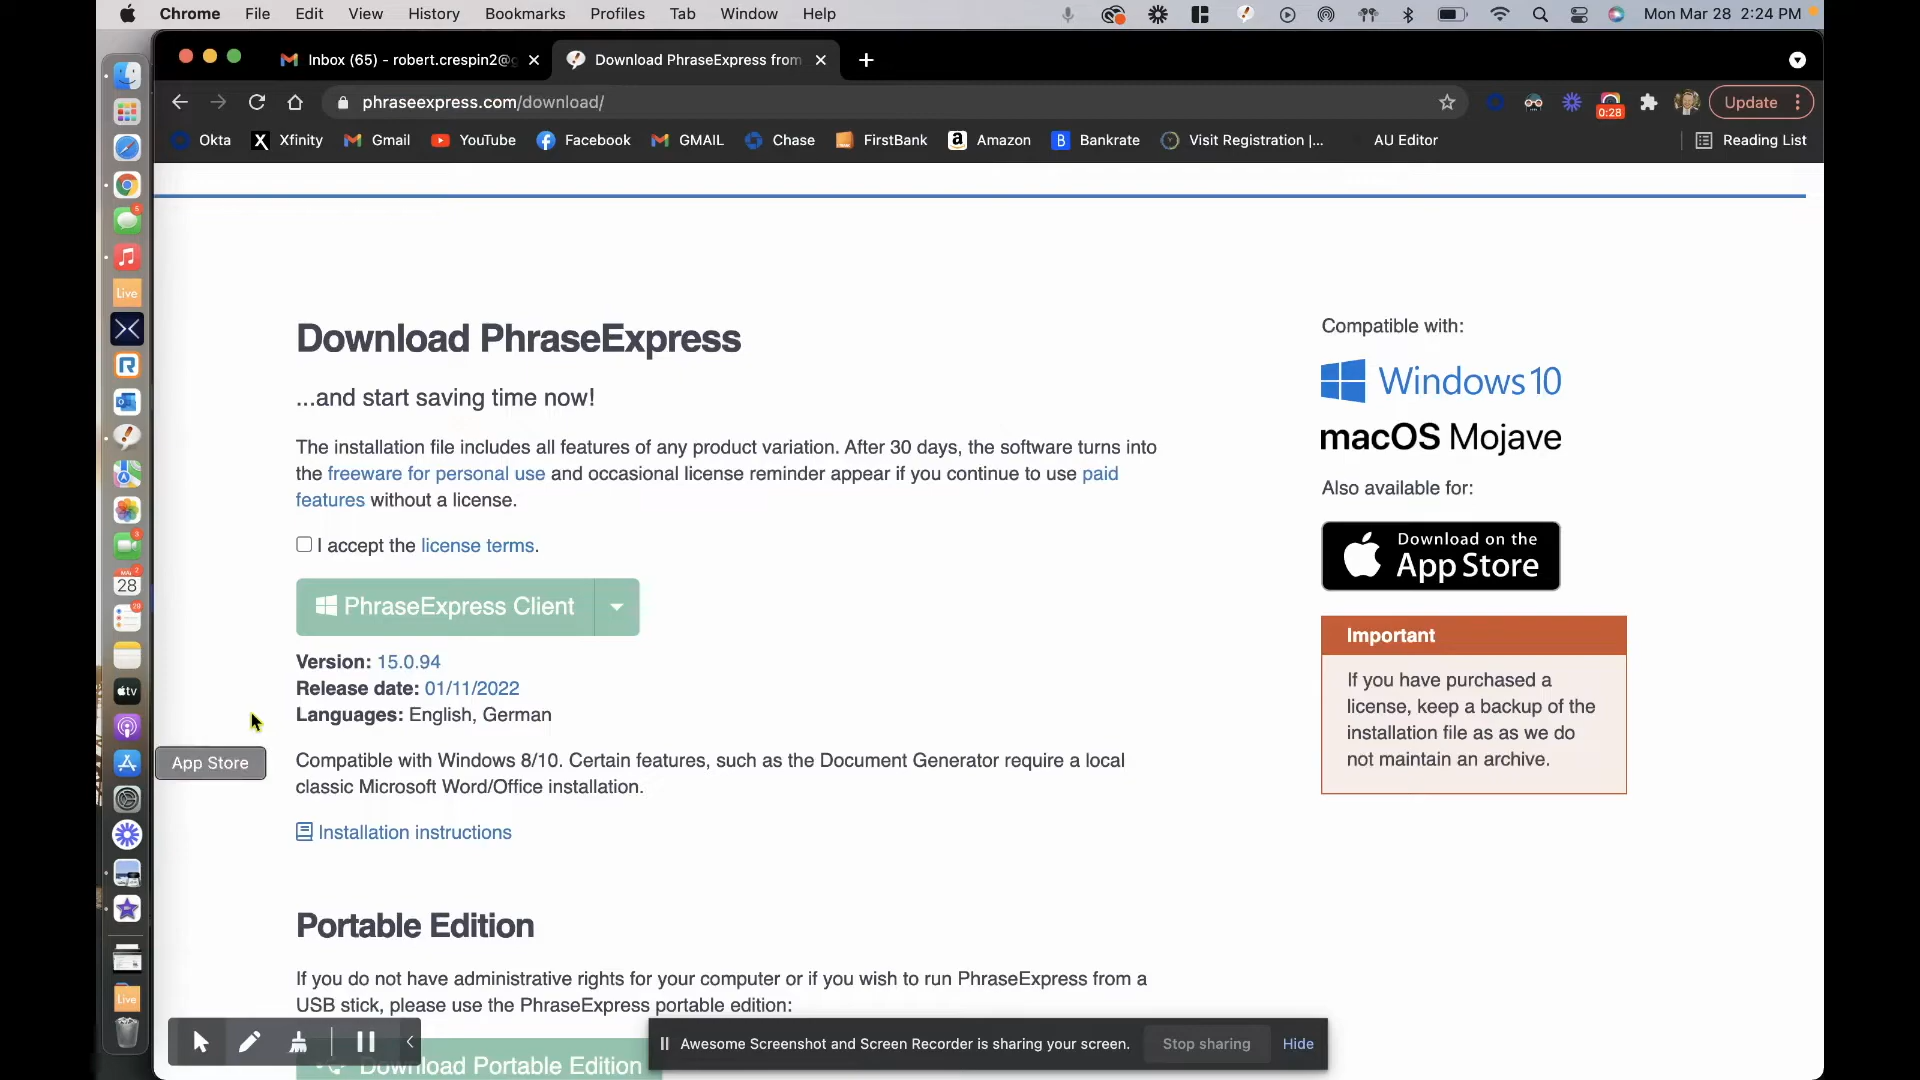 Chrome File Edit View History Bookmarks Profiles Tab Window Help Mon Mar 28 2:24 PM
Inbox (65) - robert.crespin2@g
Download PhraseExpress from
phraseexpress.com/download/
0:28
Update
Okta Xfinity Gmail YouTube Facebook GMAIL Chase FirstBank Amazon Bankrate Visit Registration |... AU Editor Reading List
Download PhraseExpress
...and start saving time now!
The installation file includes all features of any product variation. After 30 days, the software turns into
the freeware for personal use and occasional license reminder appear if you continue to use paid
features without a license.
I accept the license terms.
PhraseExpress Client
Version: 15.0.94
Release date: 01/11/2022
Languages: English, German
Compatible with Windows 8/10. Certain features, such as the Document Generator require a local
classic Microsoft Word/Office installation.
Installation instructions
Portable Edition
If you do not have administrative rights for your computer or if you wish to run PhraseExpress from a
USB stick, please use the PhraseExpress portable edition:
Download Portable Edition
Compatible with:
Windows 10
macOS Mojave
Also available for:
Download on the
App Store
Important
If you have purchased a
license, keep a backup of the
installation file as as we do
not maintain an archive.
App Store
Live
28
tv
Live
Awesome Screenshot and Screen Recorder is sharing your screen. Stop sharing Hide